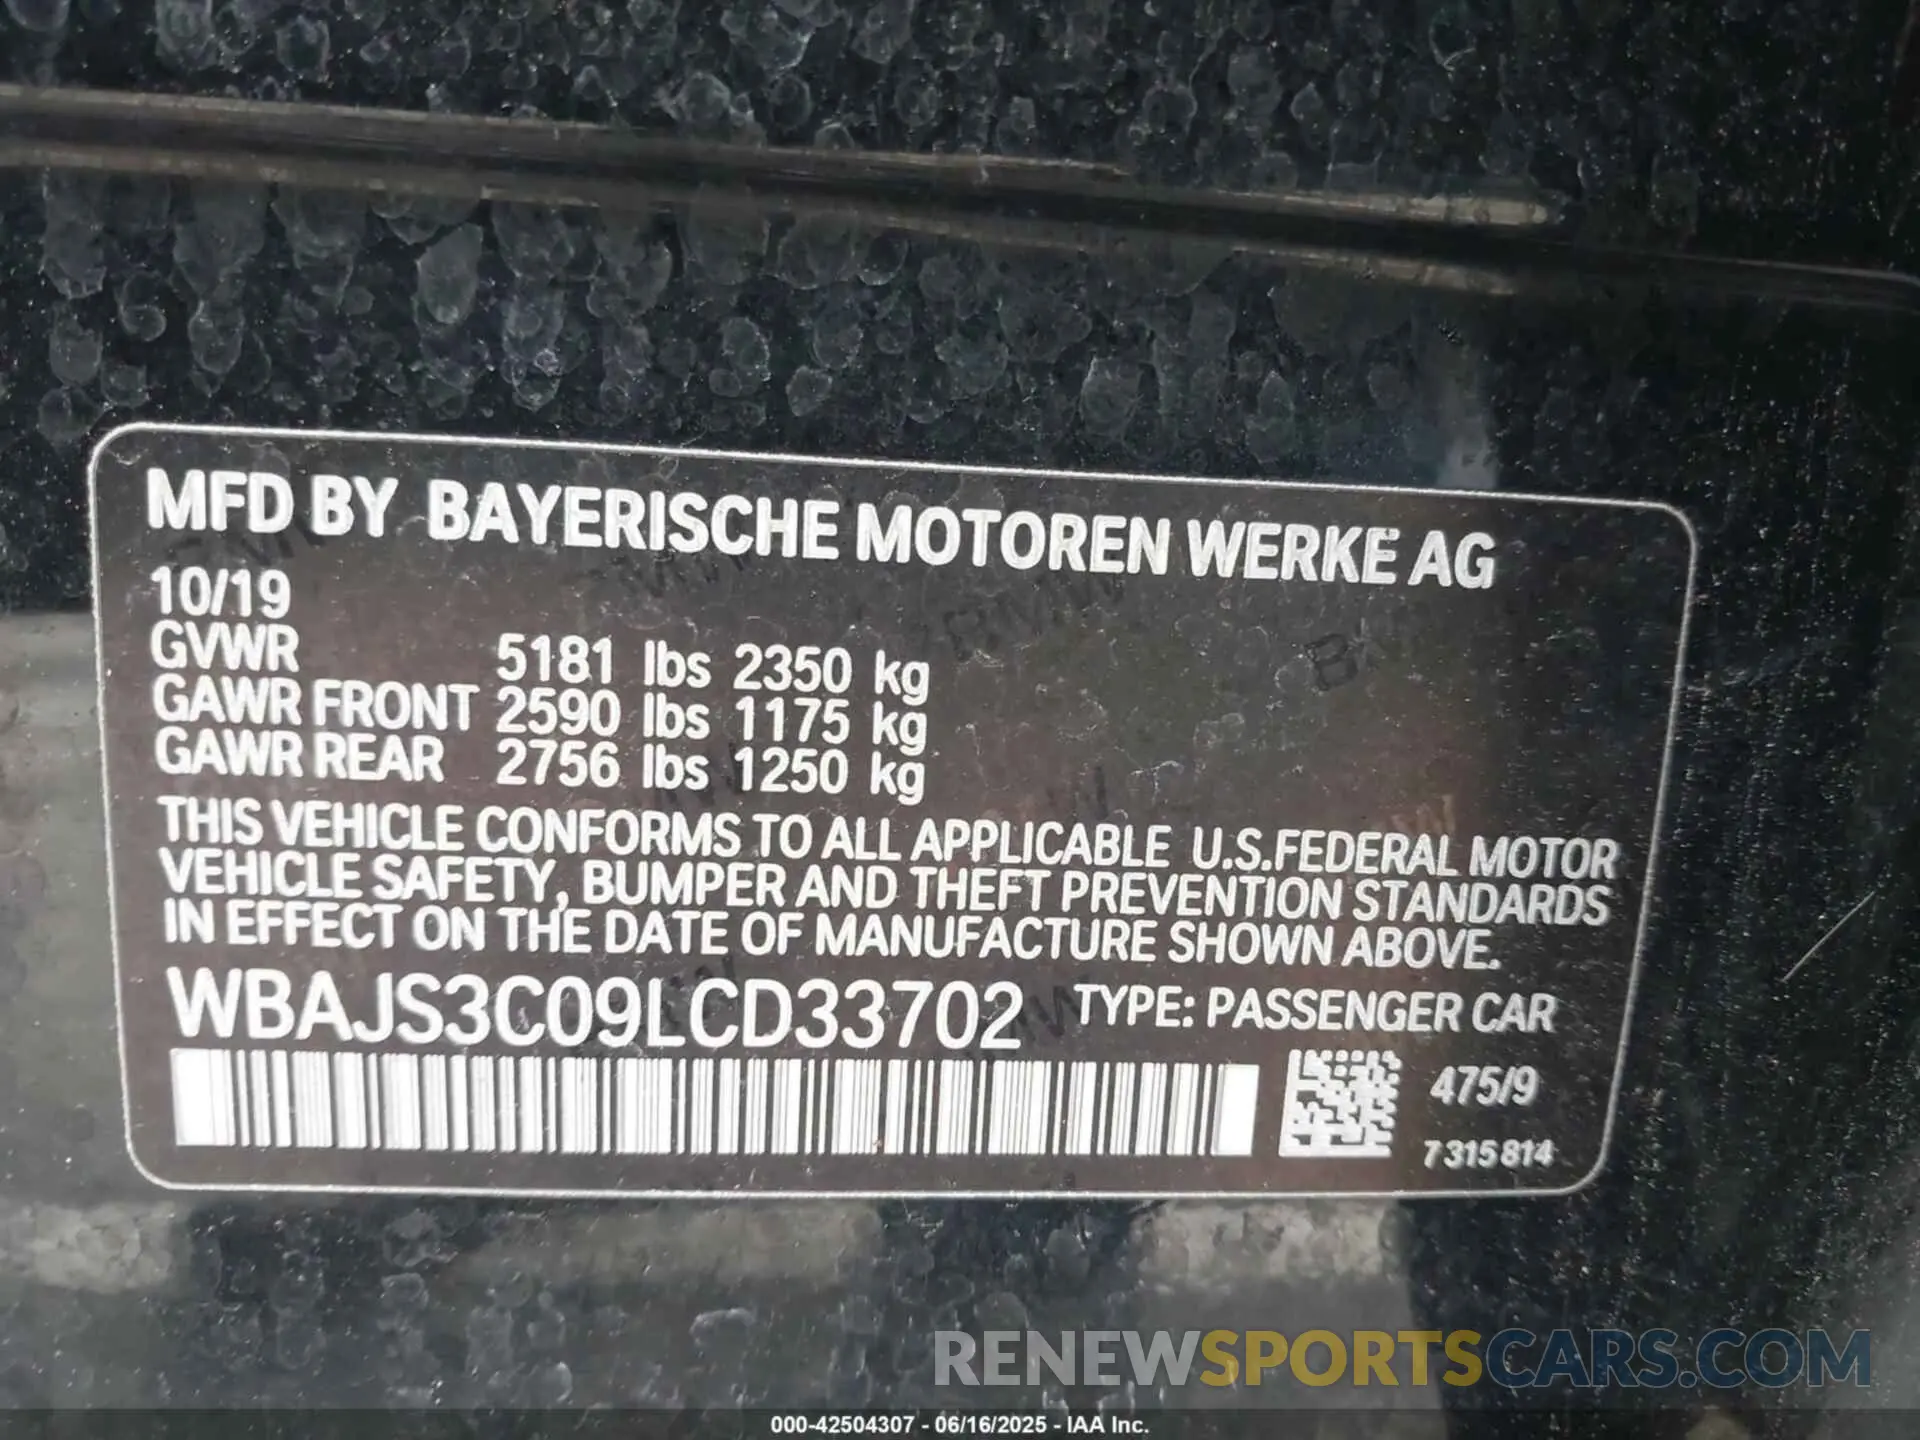 MFD BY BAYERISCHE MOTOREN WERKE AG
10/19
GVWR 5181 lbs 2350 kg
GAWR FRONT 2590 lbs 1175 kg
GAWR REAR 2756 lbs 1250 kg
THIS VEHICLE CONFORMS TO ALL APPLICABLE U.S.FEDERAL MOTOR
VEHICLE SAFETY, BUMPER AND THEFT PREVENTION STANDARDS
IN EFFECT ON THE DATE OF MANUFACTURE SHOWN ABOVE.
WBAJS3C09LCD33702 TYPE: PASSENGER CAR
475/9
7 315 814
RENEWSPORTSCARS.COM
000-42504307 - 06/16/2025 - IAA Inc.